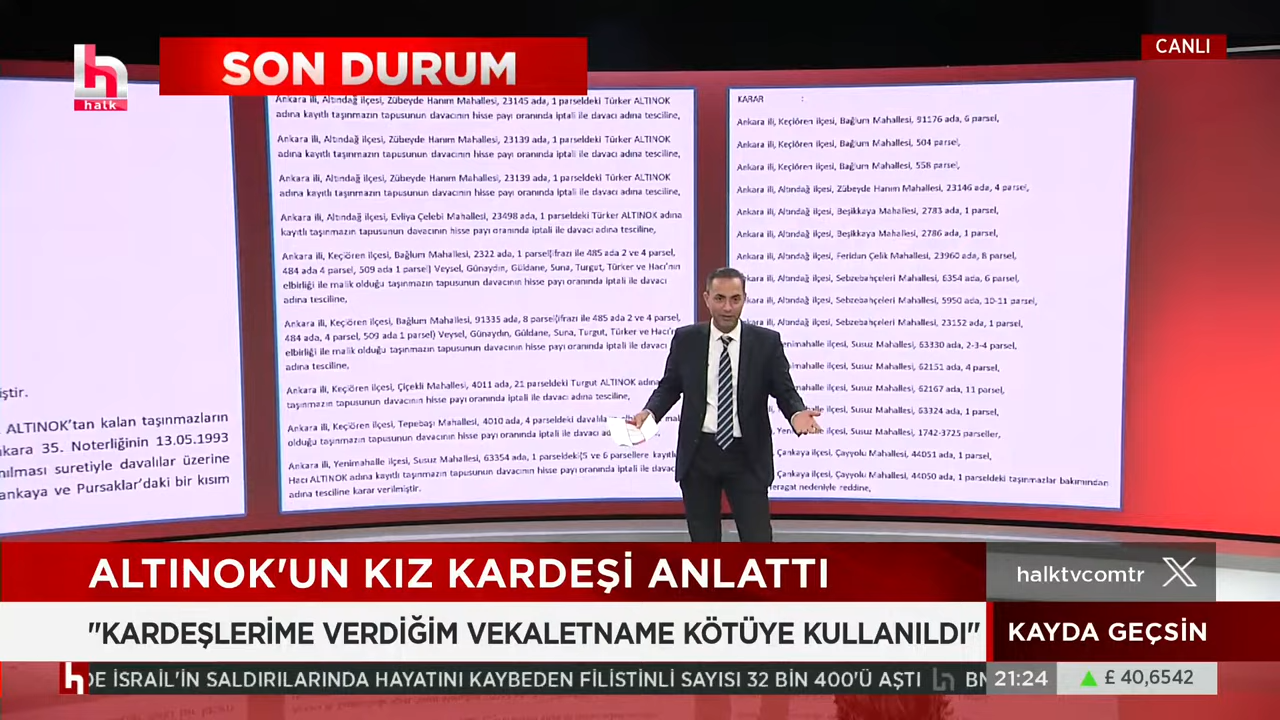 h
halk
SON DURUM
CANLI
iştir.
ALTINOK'tan kalan taşınmazların
nkara 35. Noterliğinin 13.05.1993
nılması suretiyle davalılar üzerine
ankaya ve Pursaklar'daki bir kısım
Ankara ili, Altındağ ilçesi, Zübeyde Hanım Mahallesi, 23145 ada, 1 parseldeki Türker ALTINOK
adına kayıtlı taşınmazın tapusunun davacının hisse payı oranında iptali ile davacı adına tesciline,
Ankara ili, Altındağ ilçesi, Zübeyde Hanım Mahallesi, 23139 ada, 1 parseldeki Türker ALTINOK
adına kayıtlı taşınmazın tapusunun davacının hisse payı oranında iptali ile davacı adına tesciline,
Ankara ili, Altındağ ilçesi, Zübeyde Hanım Mahallesi, 23139 ada, 1 parseldeki Türker ALTINOK
adına kayıtlı taşınmazın tapusunun davacının hisse payı oranında iptali ile davacı adına tesciline,
Ankara ili, Altındağ ilçesi, Evliya Çelebi Mahallesi, 23498 ada, 1 parseldeki Türker ALTINOK adına
kayıtlı taşınmazın tapusunun davacının hisse payı oranında iptali ile davacı adına tesciline,
Ankara ili, Keçiören ilçesi, Bağlum Mahallesi, 2322 ada, 1 parsel(ifrazı ile 485 ada 2 ve 4 parsel,
484 ada 4 parsel, 509 ada 1 parsel) Veysel, Günaydın, Güldane, Suna, Turgut, Türker ve Hacı'nın
elbirliği ile malik olduğu taşınmazın tapusunun davacının hisse payı oranında iptali ile davacı
adına tesciline,
Ankara ili, Keçiören ilçesi, Bağlum Mahallesi, 91335 ada, 8 parsel(ifrazı ile 485 ada 2 ve 4 parsel,
484 ada, 4 parsel, 509 ada 1 parsel) Veysel, Günaydın, Güldane, Suna, Turgut, Türker ve Hacı'nı
elbirliği ile malik olduğu taşınmazın tapusunun davacının hisse payı oranında iptali ile davacı
adına tesciline,
Ankara ili, Keçiören ilçesi, Çiçekli Mahallesi, 4011 ada, 21 parseldeki Turgut ALTINOK adına
taşınmazın tapusunun davacının hisse payı oranında iptali ile davacı adına tesciline,
Ankara ili, Keçören ilçesi, Tepebaşı Mahallesi, 4010 ada, 4 parseldeki davalıla
olduğu taşınmazın tapusunun davacının hisse payı oranında iptali ile davacı
Ankara ili, Yenimahalle ilçesi, Susuz Mahallesi, 63354 ada, 1 parseldeki(5 ve 6 parsellere kayıtlı
Hacı ALTINOK adına kayıtlı taşınmazın tapusunun davacının hisse payı oranında iptali ile davac
adına tesciline karar verilmiştir.
KARAR :
Ankara ili, Keçiören ilçesi, Bağlum Mahallesi, 91176 ada, 6 parsel,
Ankara ili, Keçiören ilçesi, Bağlum Mahallesi, 504 parsel,
Ankara ili, Keçiören ilçesi, Bağlum Mahallesi, 558 parsel,
Ankara ili, Altındağ ilçesi, Zübeyde Hanım Mahallesi, 23146 ada, 4 parsel,
Ankara ili, Altındağ ilçesi, Beşikkaya Mahallesi, 2783 ada, 1 parsel,
Ankara ili, Altındağ ilçesi, Beşikkaya Mahallesi, 2786 ada, 1 parsel,
Ankara ili, Altındağ ilçesi, Feridun Çelik Mahallesi, 23960 ada, 8 parsel,
Ankara ili, Altındağ ilçesi, Sebzebahçeleri Mahallesi, 6354 ada, 6 parsel,
Ankara ili, Altındağ ilçesi, Sebzebahçeleri Mahallesi, 5950 ada, 10-11 parsel,
Ankara ili, Altındağ ilçesi, Sebzebahçeleri Mahallesi, 23152 ada, 1 parsel,
enimahalle ilçesi, Susuz Mahallesi, 63330 ada, 2-3-4 parsel,
imahalle ilçesi, Susuz Mahallesi, 62151 ada, 4 parsel,
mahalle ilçesi, Susuz Mahallesi, 62167 ada, 11 parsel,
mahalle ilçesi, Susuz Mahallesi, 63324 ada, 1 parsel,
ilçesi, Susuz Mahallesi, 1742-3725 parseller,
Çankaya ilçesi, Çayyolu Mahallesi, 44051 ada, 1 parsel,
Çankaya ilçesi, Çayyolu Mahallesi, 44050 ada, 1 parseldeki taşınmazlar bakımından
feragat nedeniyle reddine,
ALTINOK'UN KIZ KARDEŞİ ANLATTI
halktvcomtr X
"KARDEŞLERİME VERDİĞİM VEKALETNAME KÖTÜYE KULLANILDI"
KAYDA GEÇSİN
h DE İSRAİL'İN SALDIRILARINDA HAYATINI KAYBEDEN FİLİSTİNLİ SAYISI 32 BİN 400'Ü AŞTI h BM 21:24 £ 40,6542